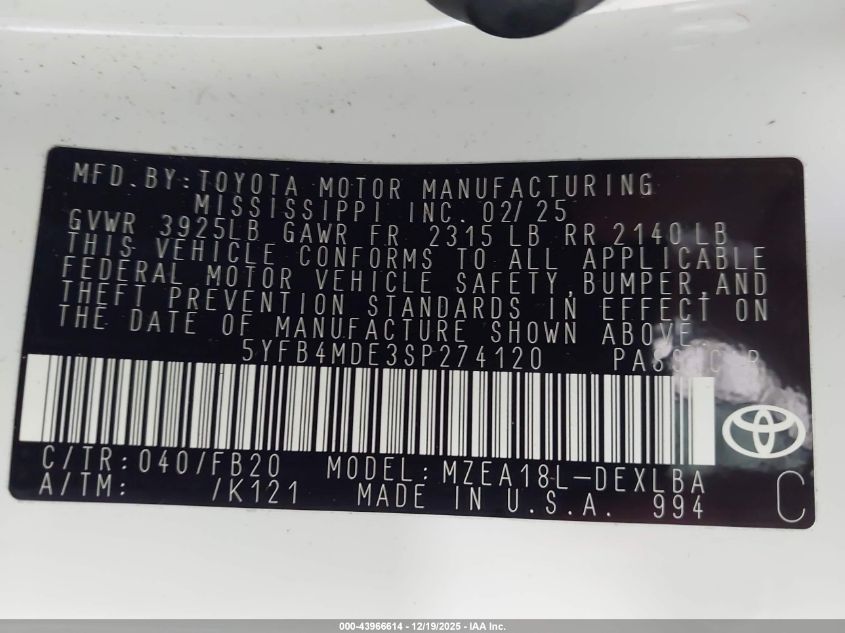 MFD.BY:TOYOTA MOTOR MANUFACTURING
MISSISSIPPI INC. 02/25
GVWR 3925LB GAWR FR 2315 LB RR 2140 LB
THIS VEHICLE CONFORMS TO ALL APPLICABLE
FEDERAL MOTOR VEHICLE SAFETY, BUMPER, AND
THEFT PREVENTION STANDARDS IN EFFECT ON
THE DATE OF MANUFACTURE SHOWN ABOVE.
5YFB4MDE3SP274120
C/TR: 040/FB20 MODEL: MZEA18L-DEXLBA
A/TM: /K121 MADE IN U.S.A. 994 C
000-43966614 - 12/19/2025 - IAA Inc.